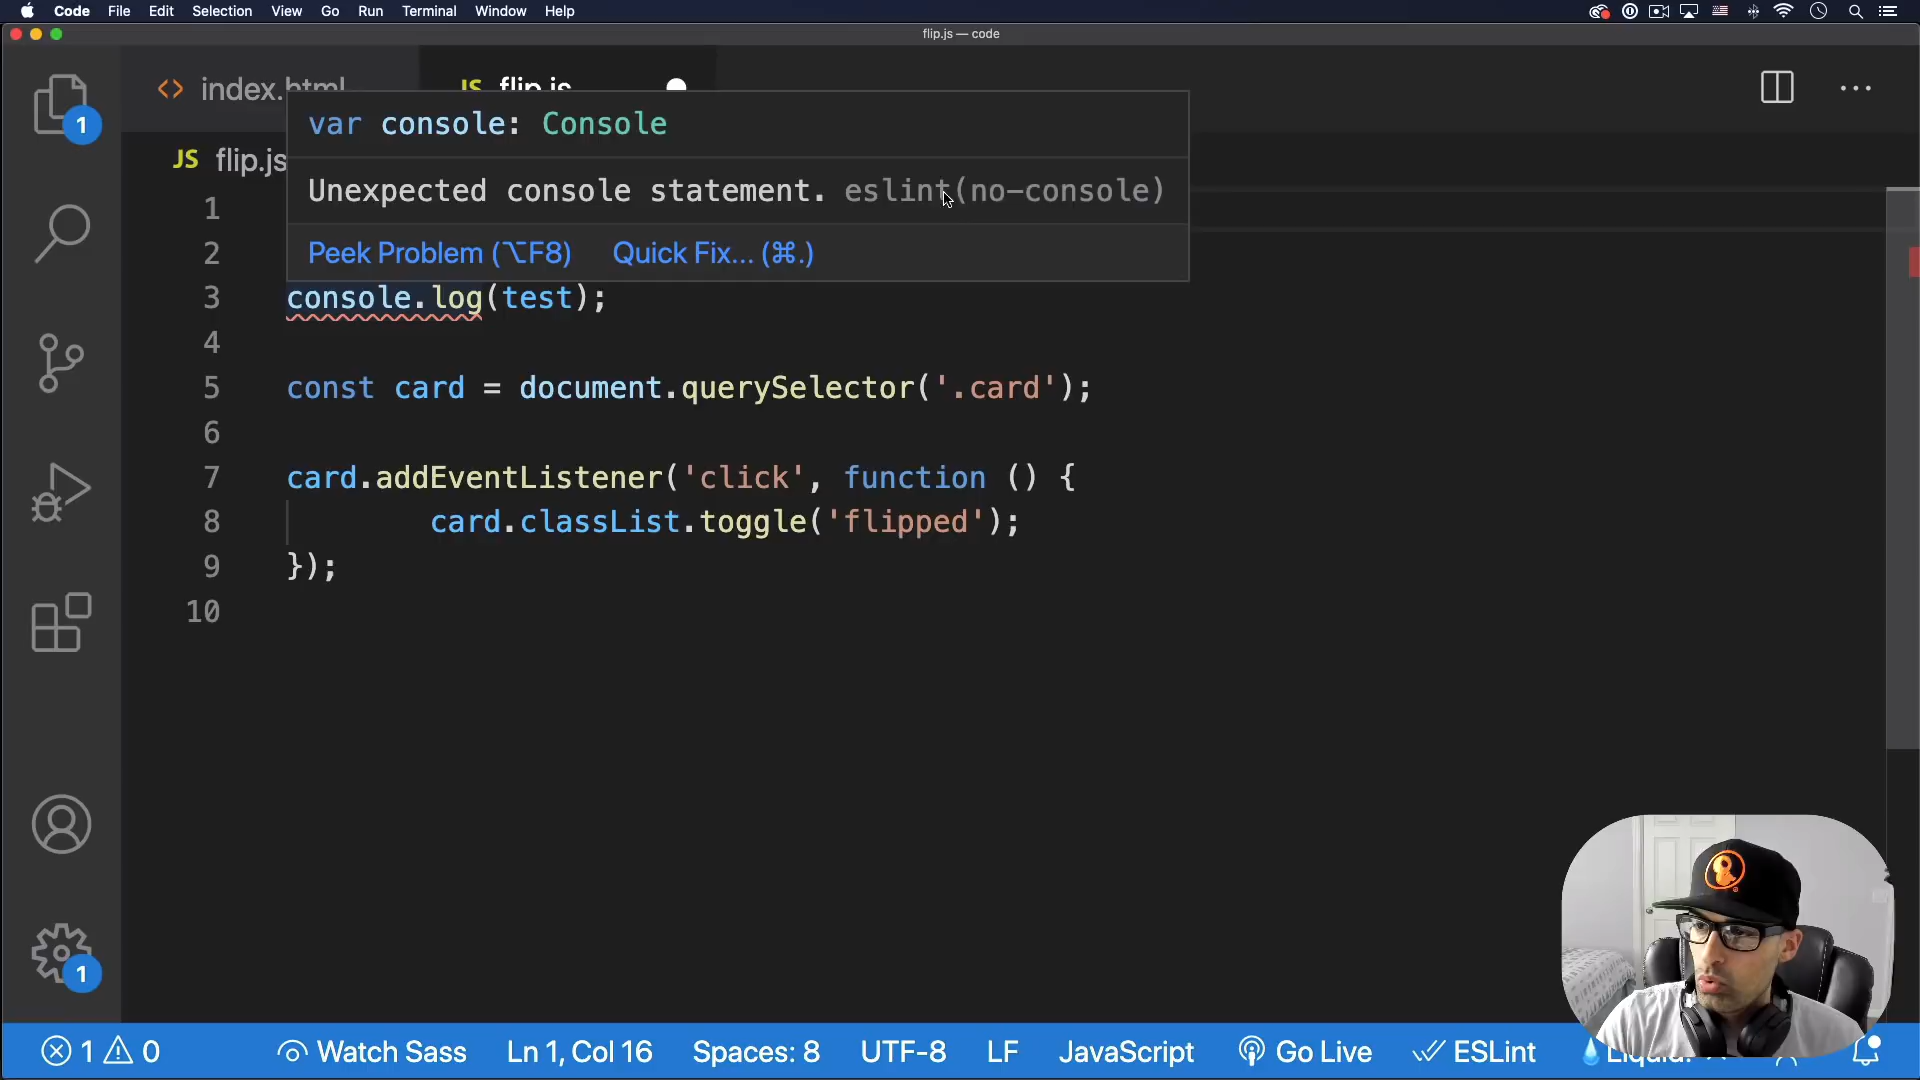 Code File Edit Selection View Go Run Terminal Window Help
flip.js — code
index.html
JS flip.js
JS flip.js
var console: Console
Unexpected console statement. eslint(no-console)
Peek Problem (⌥F8) Quick Fix... (⌘.)
1
2
3 console.log(test);
4
5 const card = document.querySelector('.card');
6
7 card.addEventListener('click', function () {
8 card.classList.toggle('flipped');
9 });
10
1
1
1 0 Watch Sass Ln 1, Col 16 Spaces: 8 UTF-8 LF JavaScript Go Live ESLint